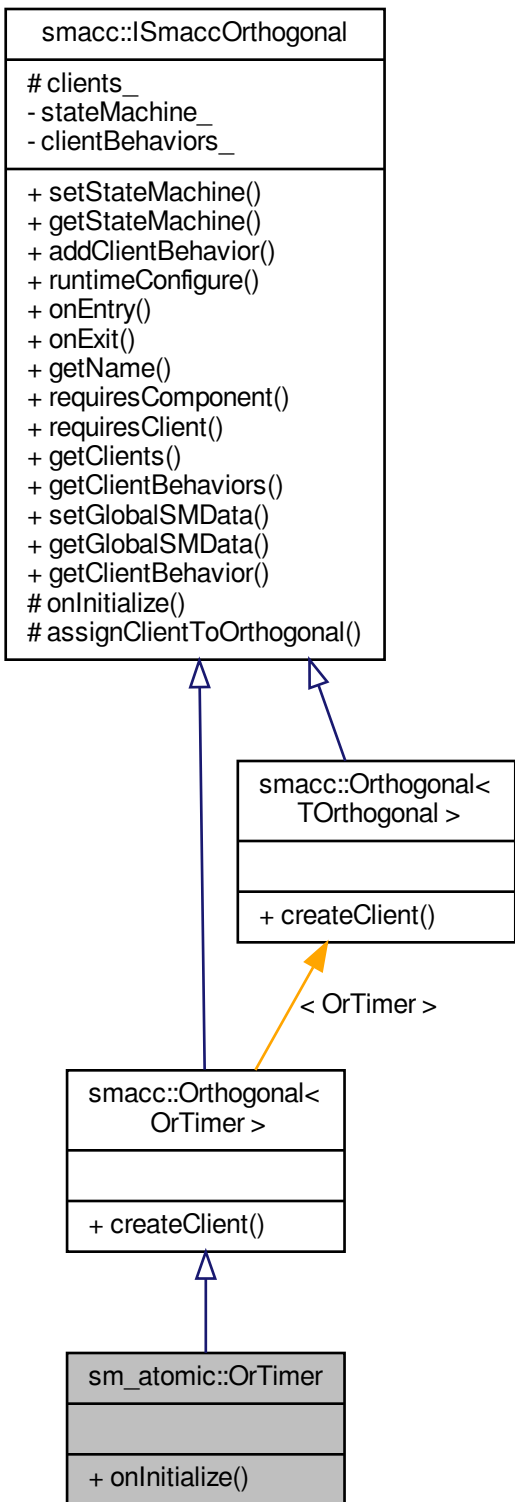 smacc::ISmaccOrthogonal
# clients_
- stateMachine_
- clientBehaviors_
+ setStateMachine()
+ getStateMachine()
+ addClientBehavior()
+ runtimeConfigure()
+ onEntry()
+ onExit()
+ getName()
+ requiresComponent()
+ requiresClient()
+ getClients()
+ getClientBehaviors()
+ setGlobalSMData()
+ getGlobalSMData()
+ getClientBehavior()
# onInitialize()
# assignClientToOrthogonal()
smacc::Orthogonal<
TOrthogonal >
+ createClient()
< OrTimer >
smacc::Orthogonal<
OrTimer >
+ createClient()
sm_atomic::OrTimer
+ onInitialize()